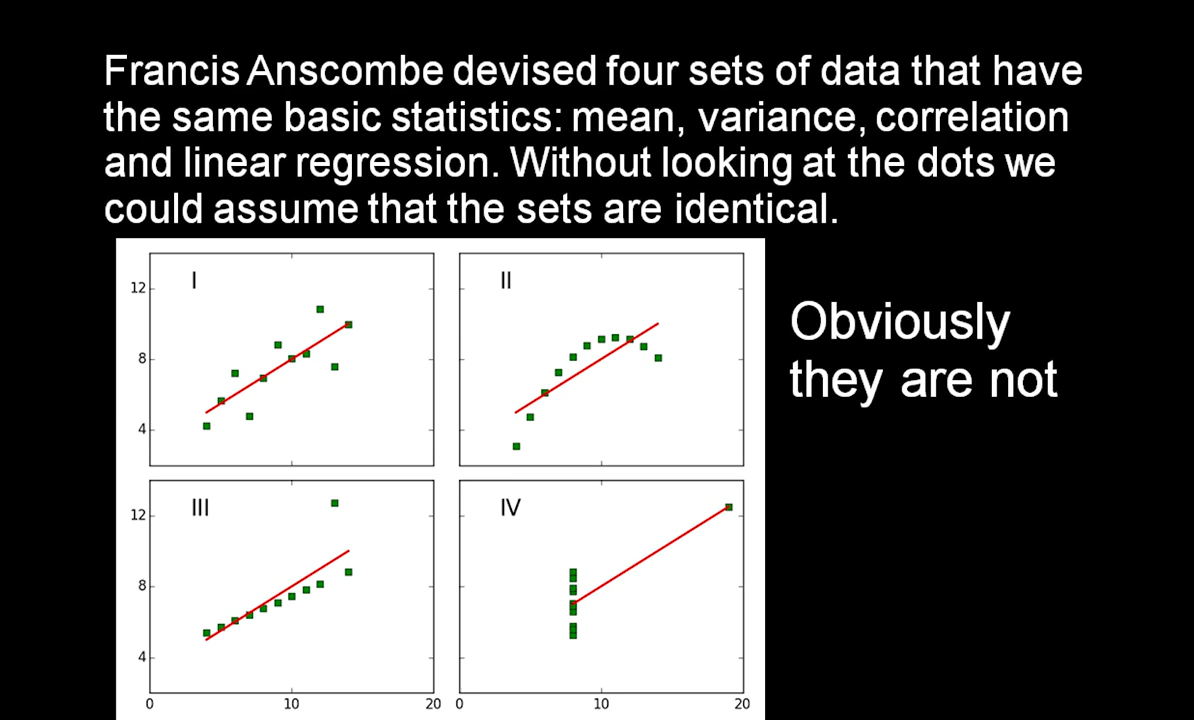 Francis Anscombe devised four sets of data that have
the same basic statistics: mean, variance, correlation
and linear regression. Without looking at the dots we
could assume that the sets are identical.
I
II
12
8
4
Obviously
they are not
III
IV
12
8
4
0
10
20
0
10
20